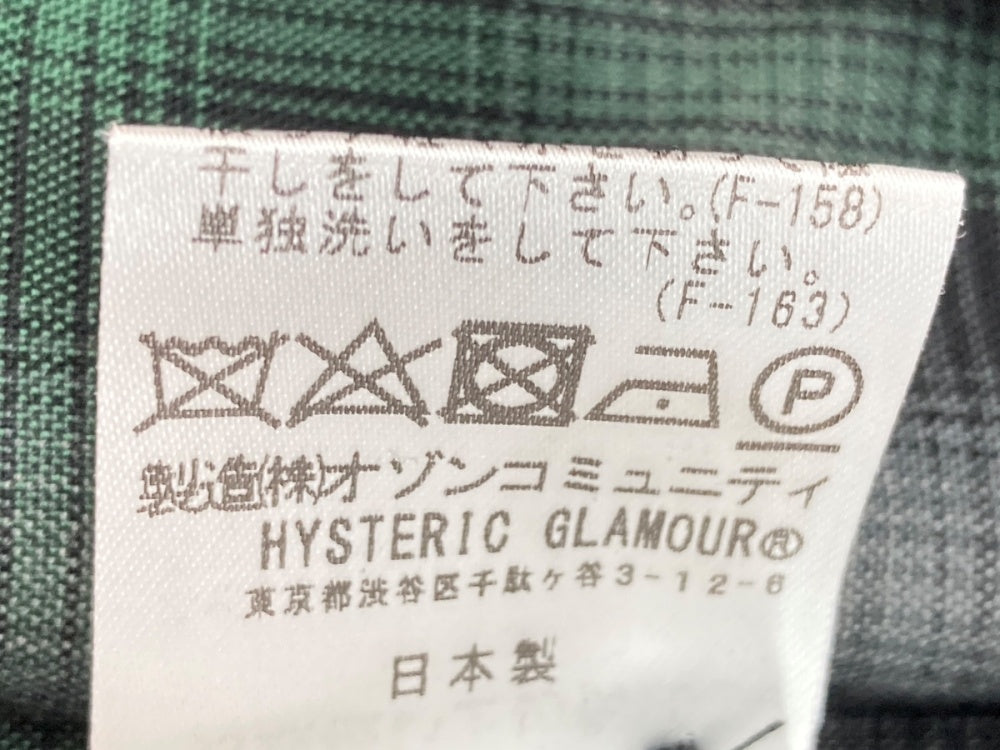 干しをして下さい。(F-158)
単独洗いをして下さい。
(F-163)
P
製造 (株)オゾンコミュニティ
HYSTERIC GLAMOUR®
東京都渋谷区千駄ケ谷3-12-6
日本製